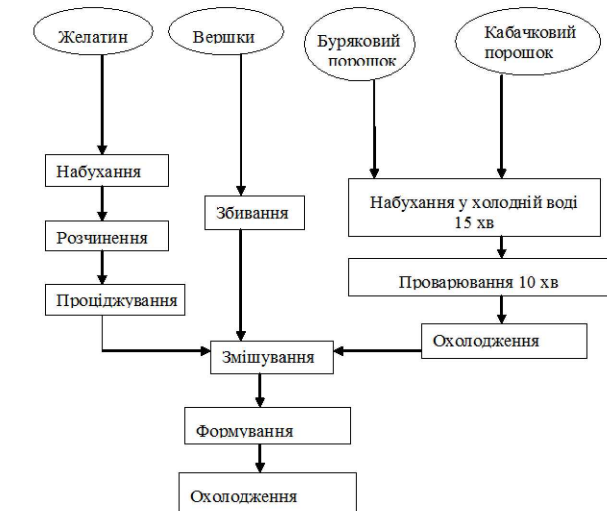 Желатин
Вершки
Буряковий
порошок
Кабачковий
порошок
Набухання
Збивання
Набухання у холодній воді
15 хв
Розчинення
Проварювання 10 хв
Проціджування
Охолодження
Змішування
Формування
Охолодження